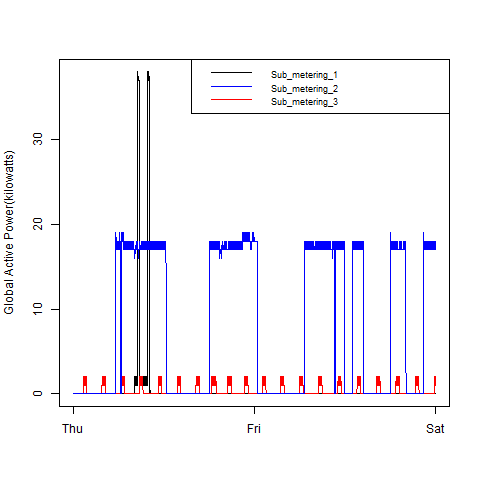 Sub_metering_1
Sub_metering_2
Sub_metering_3
Global Active Power(kilowatts)
30
20
10
0
Thu Fri Sat